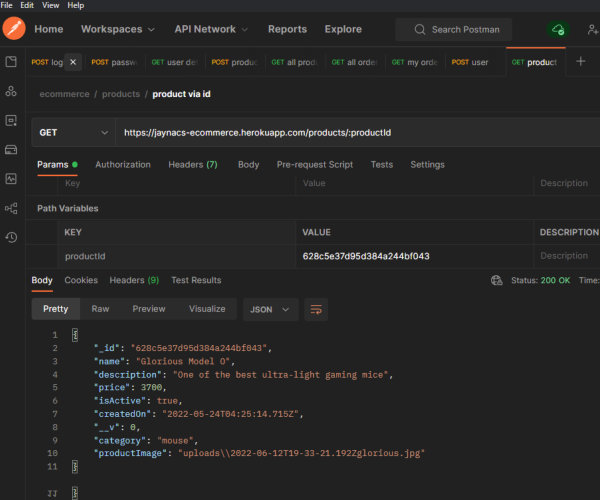 File Edit View Help
Home Workspaces API Network Reports Explore Search Postman
POST log POST passw GET user de POST produc GET all prod GET all orde GET my orde POST user GET product
ecommerce / products / product via id
GET https://jaynacs-ecommerce.herokuapp.com/products/:productId
Params Authorization Headers (7) Body Pre-request Script Tests Settings
Key Value Description
Path Variables
KEY VALUE DESCRIPTION
productId 628c5e37d95d384a244bf043 Description
Body Cookies Headers (9) Test Results Status: 200 OK Time:
Pretty Raw Preview Visualize JSON
1 {
2 "_id": "628c5e37d95d384a244bf043",
3 "name": "Glorious Model O",
4 "description": "One of the best ultra-light gaming mice",
5 "price": 3700,
6 "isActive": true,
7 "createdOn": "2022-05-24T04:25:14.715Z",
8 "__v": 0,
9 "category": "mouse",
10 "productImage": "uploads\\2022-06-12T19-33-21.192Zglorious.jpg"
11 }